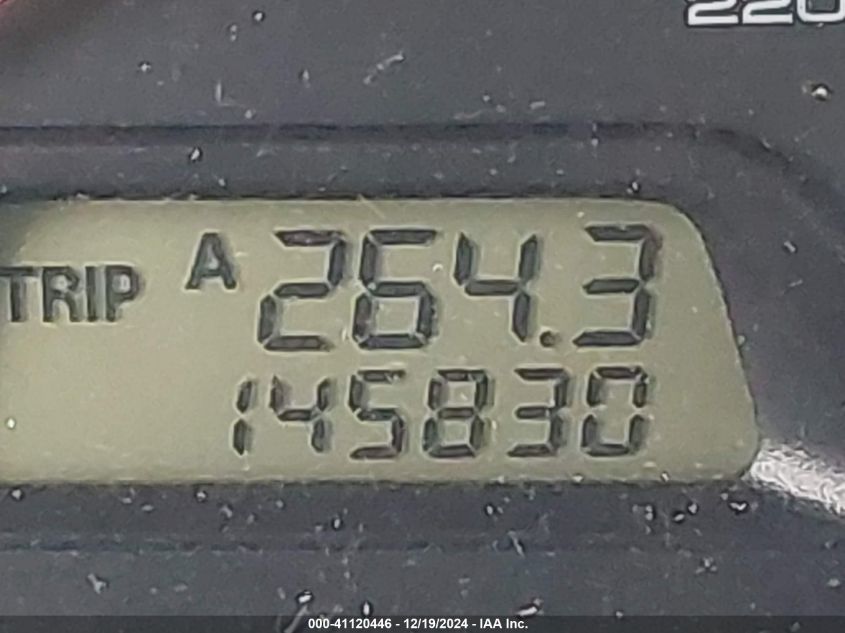 220
A 264.3
TRIP
145830
000-41120446 - 12/19/2024 - IAA Inc.